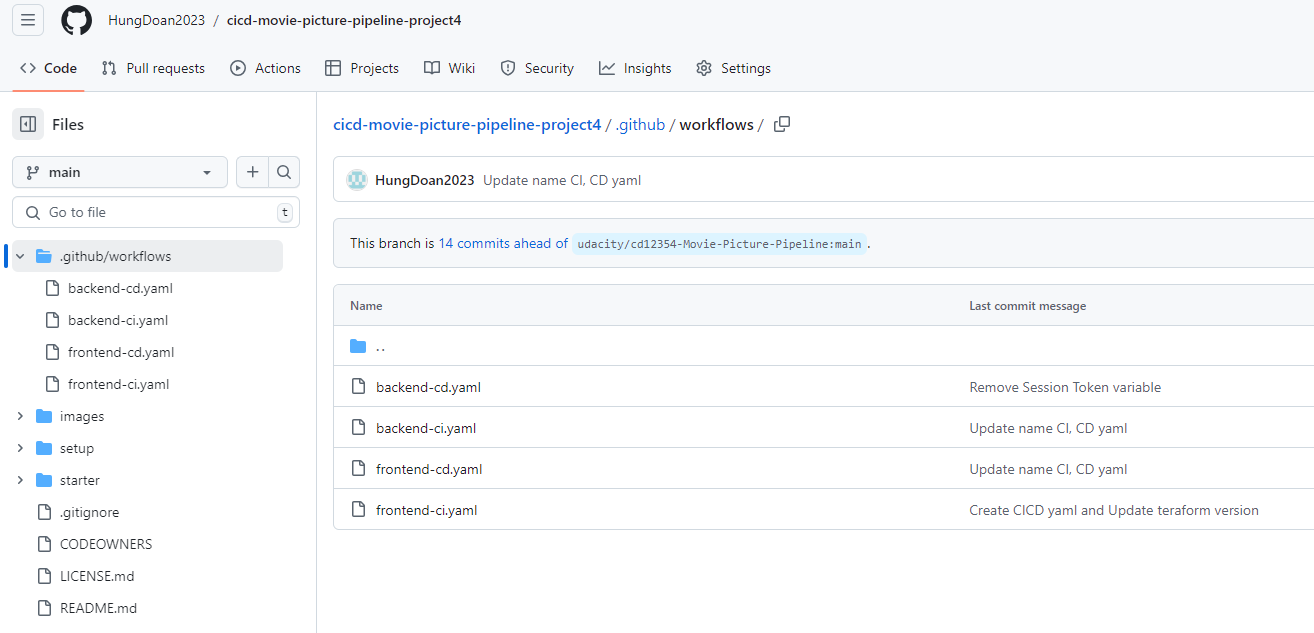 HungDoan2023 / cicd-movie-picture-pipeline-project4
Code Pull requests Actions Projects Wiki Security Insights Settings
Files
main
Go to file t
.github/workflows
backend-cd.yaml
backend-ci.yaml
frontend-cd.yaml
frontend-ci.yaml
images
setup
starter
.gitignore
CODEOWNERS
LICENSE.md
README.md
cicd-movie-picture-pipeline-project4 / .github / workflows /
HungDoan2023 Update name CI, CD yaml
This branch is 14 commits ahead of udacity/cd12354-Movie-Picture-Pipeline:main .
Name Last commit message
..
backend-cd.yaml Remove Session Token variable
backend-ci.yaml Update name CI, CD yaml
frontend-cd.yaml Update name CI, CD yaml
frontend-ci.yaml Create CICD yaml and Update teraform version